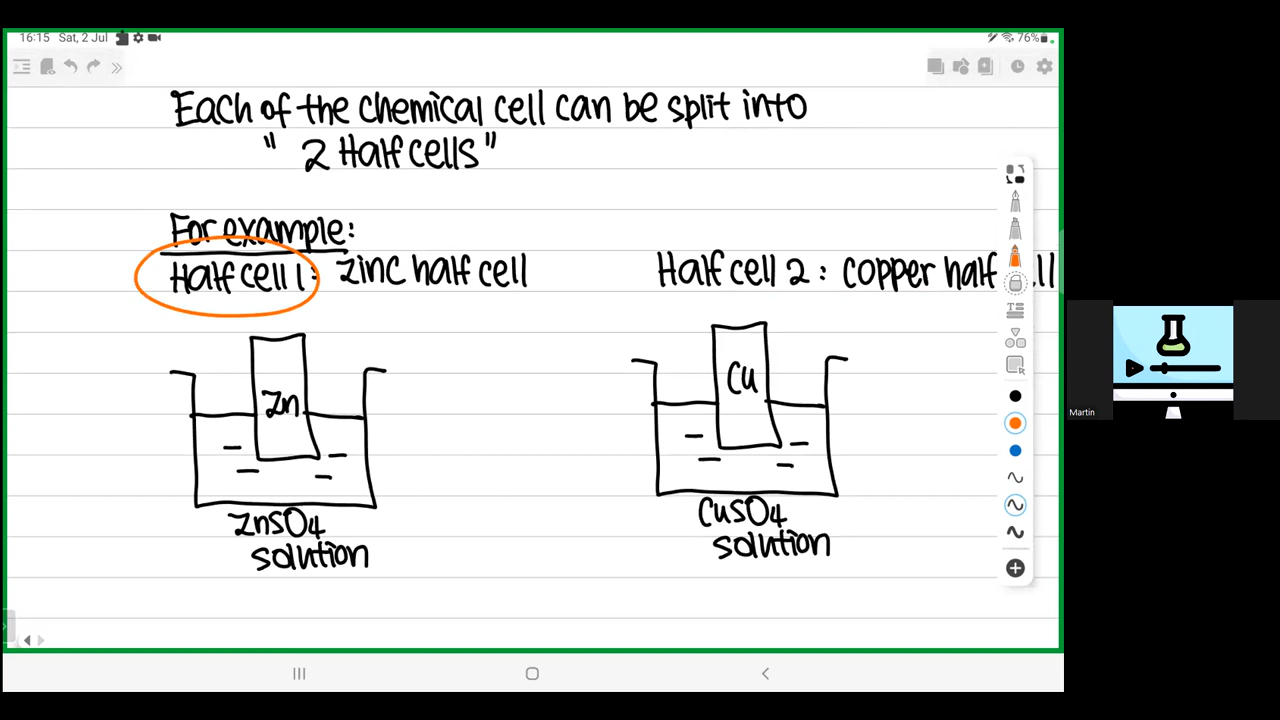 16:15 Sat, 2 Jul
76%
Each of the chemical cell can be split into
" 2 Half cells "
For example:
Half cell 1: zinc half cell
Half cell 2: copper half ll
Zn
Cu
ZnSO4
solution
CuSO4
solution
Martin